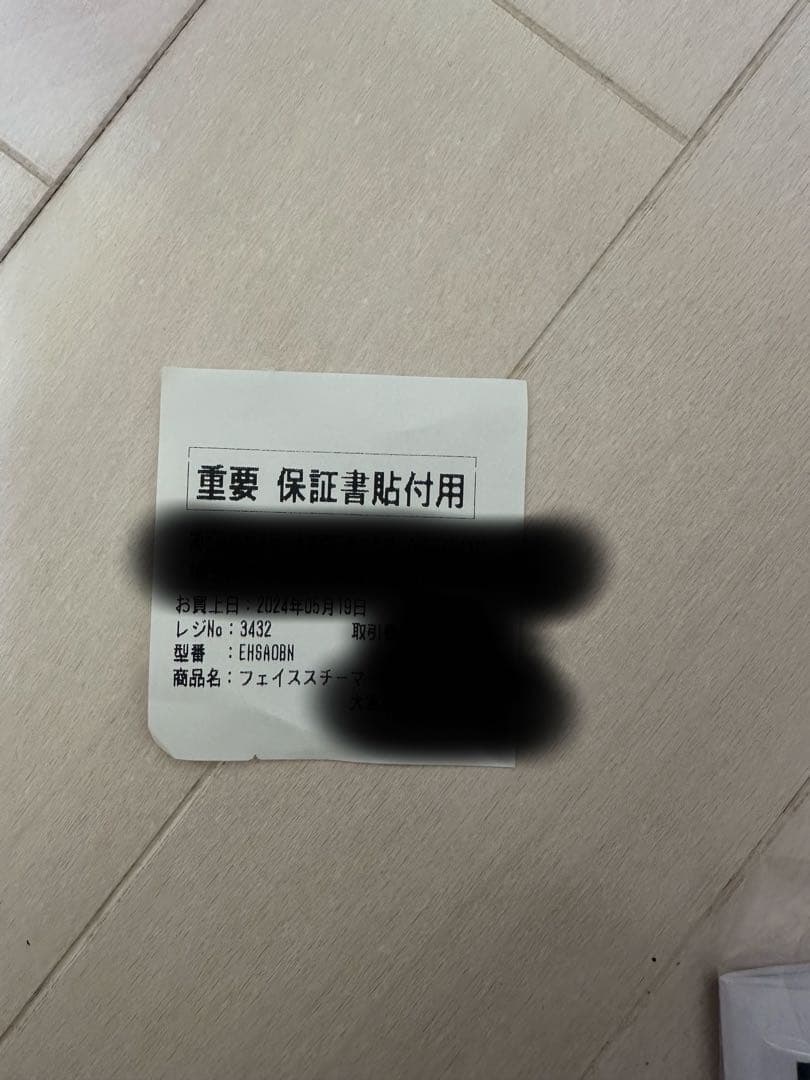 重要 保証書貼付用
お買上日：2024年05月19日
レジNo：3432 取引
型番 ：EHSA0BN
商品名：フェイススチーマ